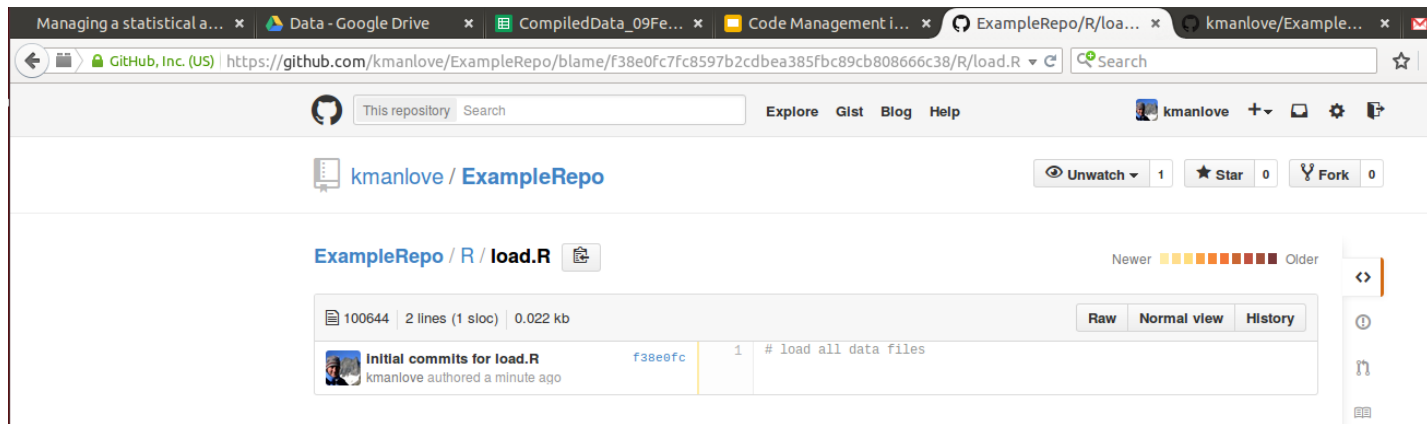 Managing a statistical a... × Data - Google Drive × CompiledData_09Fe... × Code Management i... × ExampleRepo/R/loa... × kmanlove/Example... ×
GitHub, Inc. (US) https://github.com/kmanlove/ExampleRepo/blame/f38e0fc7fc8597b2cdbea385fbc89cb808666c38/R/load.R Search
This repository Search Explore Gist Blog Help kmanlove
kmanlove / ExampleRepo Unwatch 1 Star 0 Fork 0
ExampleRepo / R / load.R Newer Older
100644 2 lines (1 sloc) 0.022 kb Raw Normal view History
Initial commits for load.R f38e0fc 1 # load all data files
kmanlove authored a minute ago